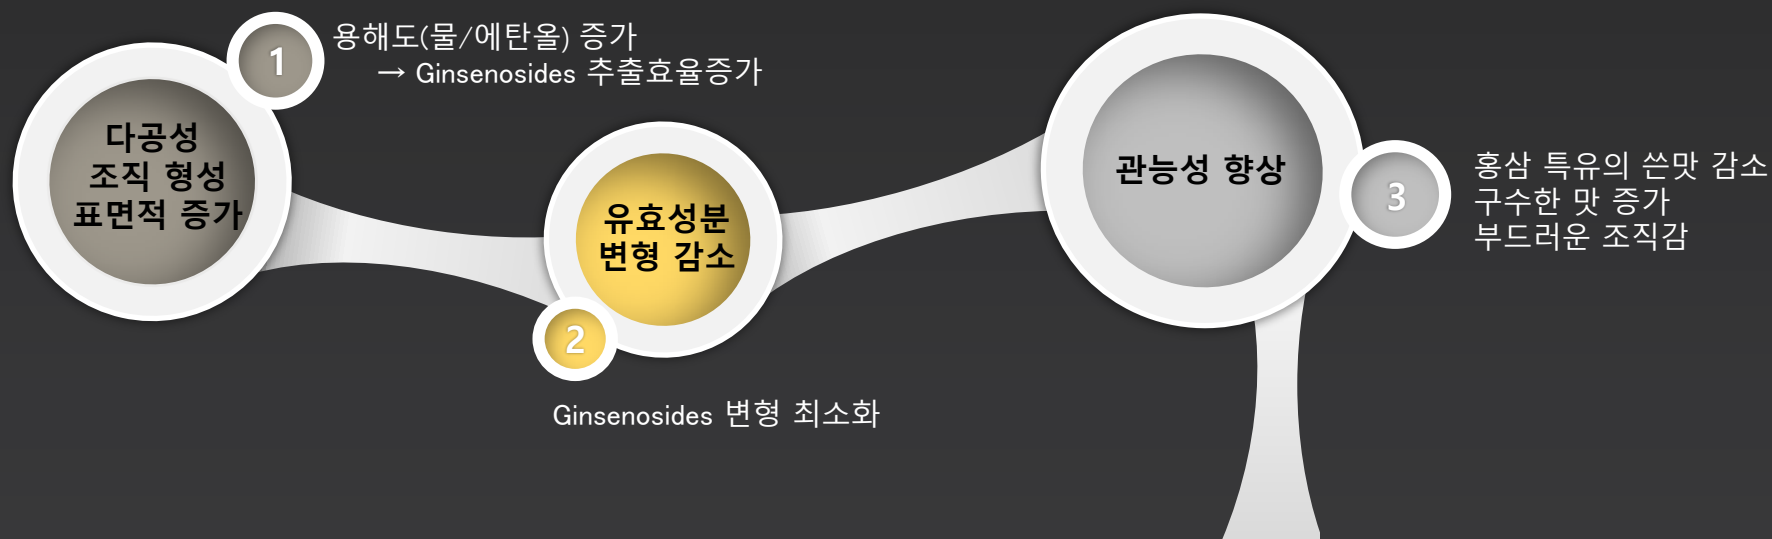 1
용해도(물/에탄올) 증가
→ Ginsenosides 추출효율증가
다공성
조직 형성
표면적 증가
유효성분
변형 감소
2
Ginsenosides 변형 최소화
관능성 향상
3
홍삼 특유의 쓴맛 감소
구수한 맛 증가
부드러운 조직감